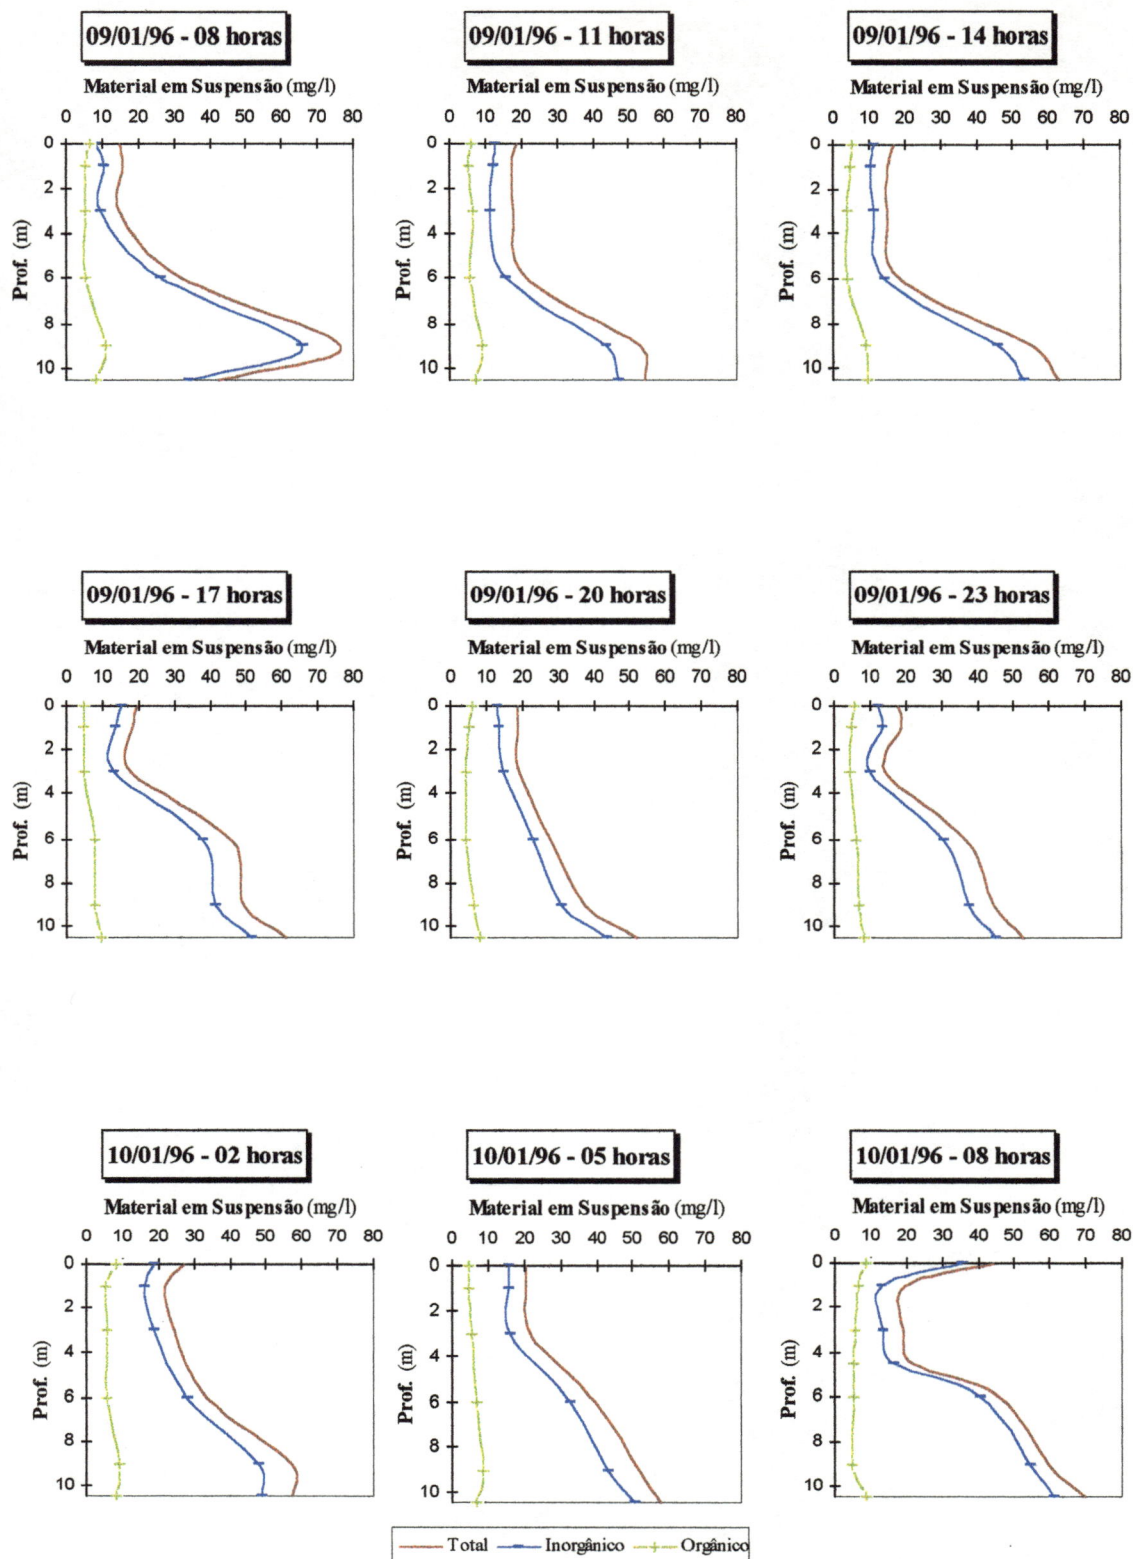 09/01/96 - 08 horas
Material em Suspensão (mg/l)
0 10 20 30 40 50 60 70 80
0
2
4
6
8
10
Prof. (m)
09/01/96 - 11 horas
Material em Suspensão (mg/l)
0 10 20 30 40 50 60 70 80
0
2
4
6
8
10
Prof. (m)
09/01/96 - 14 horas
Material em Suspensão (mg/l)
0 10 20 30 40 50 60 70 80
0
2
4
6
8
10
Prof. (m)
09/01/96 - 17 horas
Material em Suspensão (mg/l)
0 10 20 30 40 50 60 70 80
0
2
4
6
8
10
Prof. (m)
09/01/96 - 20 horas
Material em Suspensão (mg/l)
0 10 20 30 40 50 60 70 80
0
2
4
6
8
10
Prof. (m)
09/01/96 - 23 horas
Material em Suspensão (mg/l)
0 10 20 30 40 50 60 70 80
0
2
4
6
8
10
Prof. (m)
10/01/96 - 02 horas
Material em Suspensão (mg/l)
0 10 20 30 40 50 60 70 80
0
2
4
6
8
10
Prof. (m)
10/01/96 - 05 horas
Material em Suspensão (mg/l)
0 10 20 30 40 50 60 70 80
0
2
4
6
8
10
Prof. (m)
10/01/96 - 08 horas
Material em Suspensão (mg/l)
0 10 20 30 40 50 60 70 80
0
2
4
6
8
10
Prof. (m)
Total Inorgânico Orgânico